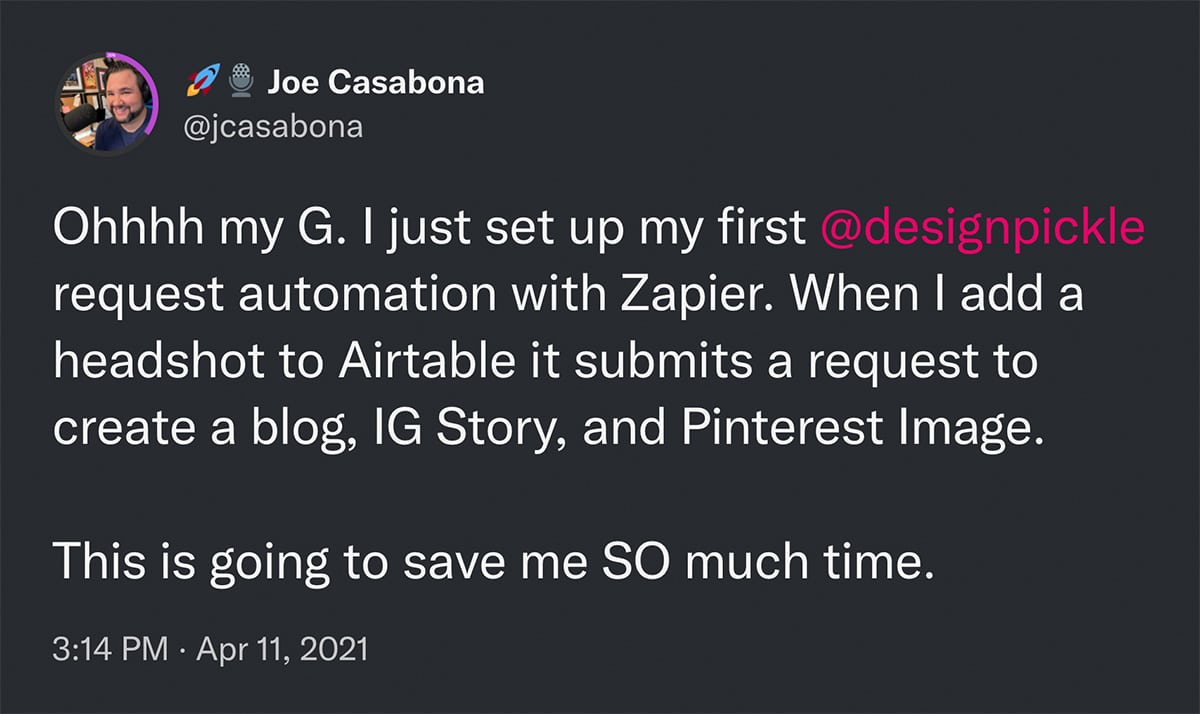 🚀🎙️ Joe Casabona
@jcasabona
Ohhhh my G. I just set up my first @designpickle
request automation with Zapier. When I add a
headshot to Airtable it submits a request to
create a blog, IG Story, and Pinterest Image.
This is going to save me SO much time.
3:14 PM · Apr 11, 2021